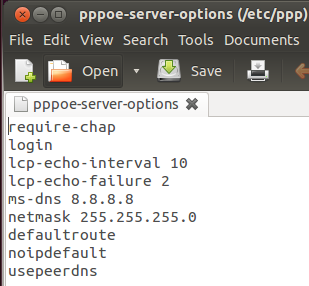 pppoe-server-options (/etc/ppp)
File Edit View Search Tools Documents
Open Save
pppoe-server-options
require-chap
login
lcp-echo-interval 10
lcp-echo-failure 2
ms-dns 8.8.8.8
netmask 255.255.255.0
defaultroute
noipdefault
usepeerdns